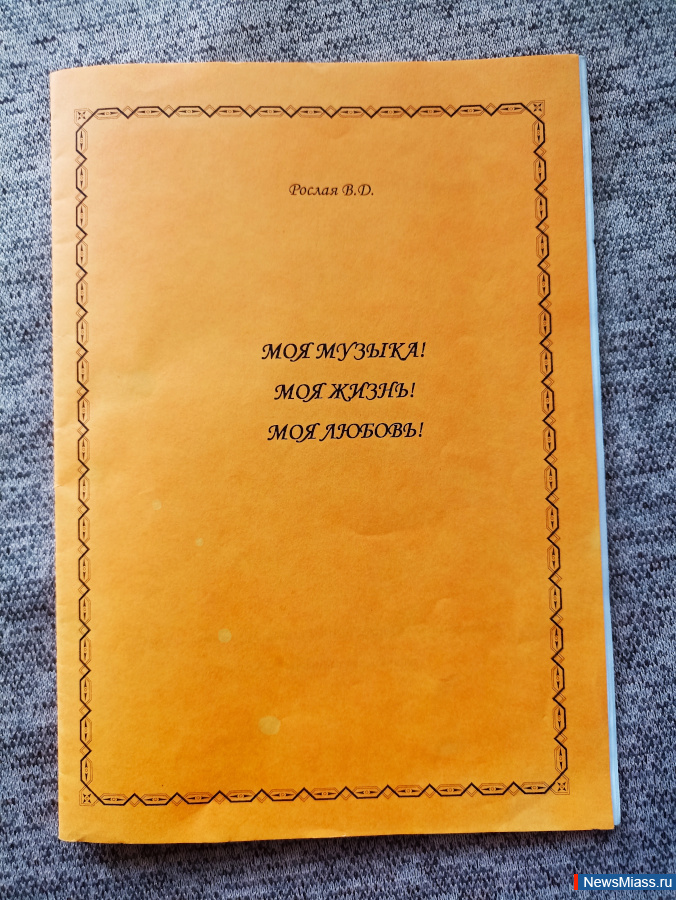 Рослая В.Д.
МОЯ МУЗЫКА!
МОЯ ЖИЗНЬ!
МОЯ ЛЮБОВЬ!
NewsMiass.ru